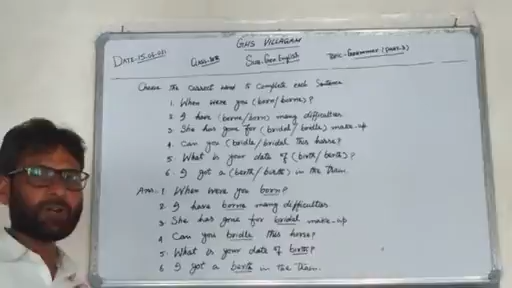 GHS VILLAGAM
DATE-15.06.021 CLASS- Sub-Gen English Topic-Grammar (PART-3)
Choose the correct word to complete each Sentence
1. When were you (born/borne)?
2. I have (borne/born) many difficulties
3. She has gone for (bridal/bridle) make-up
4. Can you (bridle/bridal this horse?
5. What is your date of (birth/berth)?
6. I got a (berth/birth) in the train.
Ans:- 1. When were you born?
2. I have borne many difficulties.
3. She has gone for bridal make-up
4. Can you bridle this horse?
5. What is your date of birth?
6. I got a berth in the train.